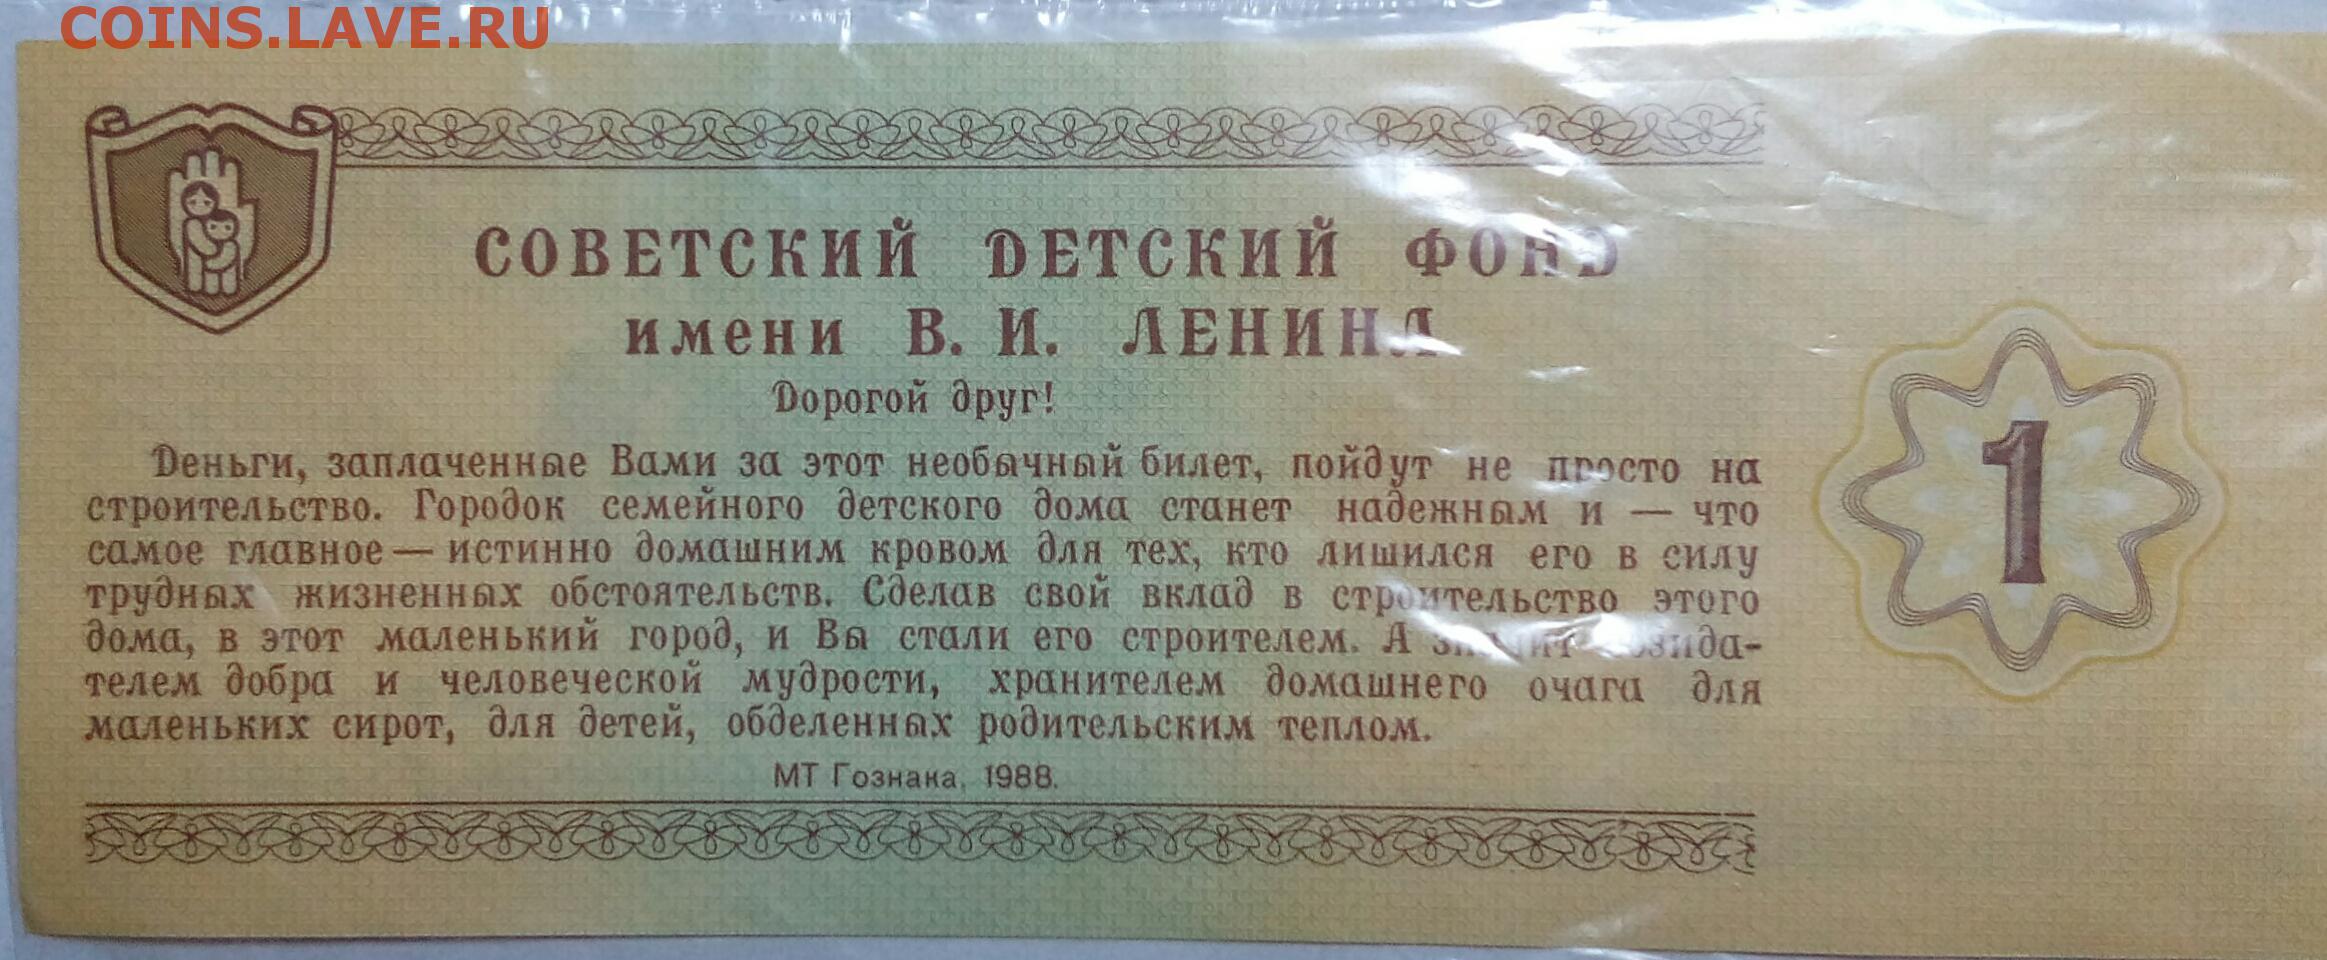 COINS.LAVE.RU
СОВЕТСКИЙ ДЕТСКИЙ ФОНД
имени В. И. ЛЕНИНА
Дорогой друг!
Деньги, заплаченные Вами за этот необычный билет, пойдут не просто на
строительство. Городок семейного детского дома станет надежным и — что
самое главное — истинно домашним кровом для тех, кто лишился его в силу
трудных жизненных обстоятельств. Сделав свой вклад в строительство этого
дома, в этот маленький город, и Вы стали его строителем. А значит созида-
телем добра и человеческой мудрости, хранителем домашнего очага для
маленьких сирот, для детей, обделенных родительским теплом.
МТ Гознака, 1988.
1